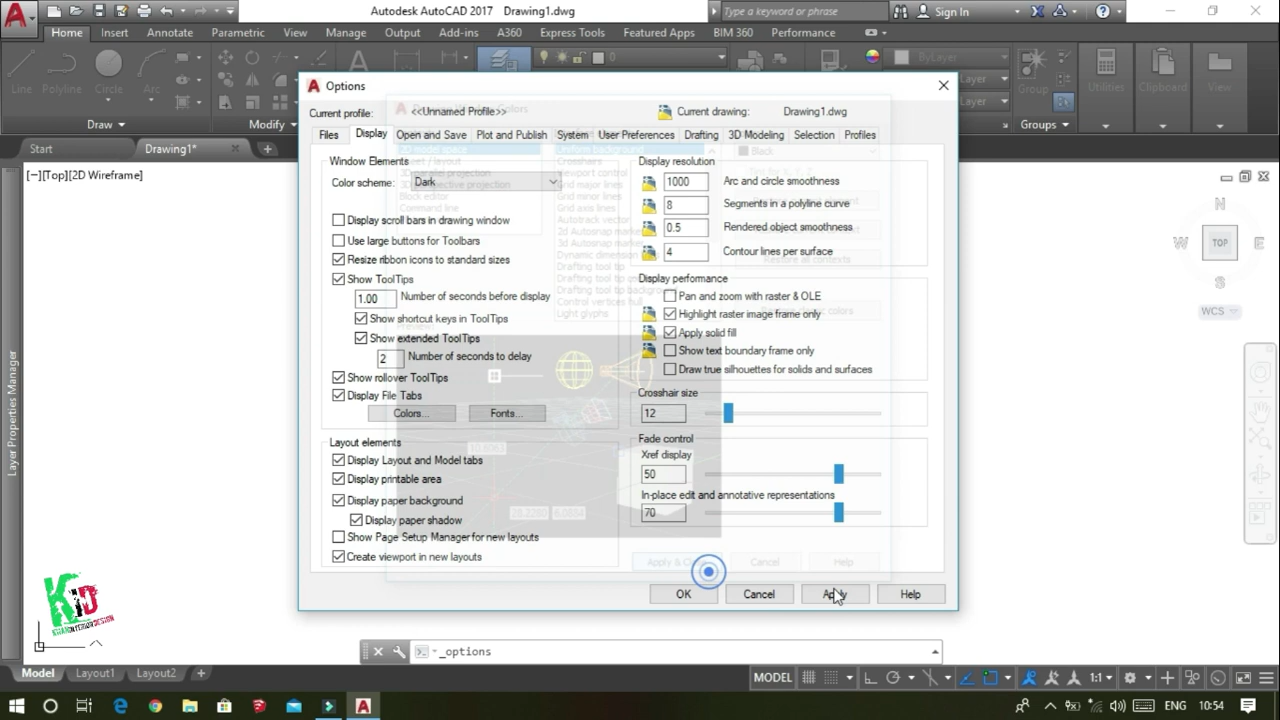 Autodesk AutoCAD 2017 Drawing1.dwg
Type a keyword or phrase
Sign In
Home Insert Annotate Parametric View Manage Output Add-ins A360 Express Tools Featured Apps BIM 360 Performance
Line Polyline Circle Arc
0
ByLayer
Layer
Layer
Group Utilities Clipboard View
Draw Modify Groups
Start Drawing1*
[−][Top][2D Wireframe]
Options
Current profile: <<Unnamed Profile>> Current drawing: Drawing1.dwg
Files Display Open and Save Plot and Publish System User Preferences Drafting 3D Modeling Selection Profiles
Window Elements
Color scheme: Dark
Display scroll bars in drawing window
Use large buttons for Toolbars
Resize ribbon icons to standard sizes
Show ToolTips
1.00 Number of seconds before display
Show shortcut keys in ToolTips
Show extended ToolTips
2 Number of seconds to delay
Show rollover ToolTips
Display File Tabs
Colors... Fonts...
Layout elements
Display Layout and Model tabs
Display printable area
Display paper background
Display paper shadow
Show Page Setup Manager for new layouts
Create viewport in new layouts
Display resolution
1000 Arc and circle smoothness
8 Segments in a polyline curve
0.5 Rendered object smoothness
4 Contour lines per surface
Display performance
Pan and zoom with raster & OLE
Highlight raster image frame only
Apply solid fill
Show text boundary frame only
Draw true silhouettes for solids and surfaces
Crosshair size
12
Fade control
Xref display
50
In-place edit and annotative representations
70
Cancel Help
OK Cancel Apply Help
N
W TOP E
S
WCS
Layer Properties Manager
KID
KHAN INTERIOR DESIGN
_options
Model Layout1 Layout2
MODEL 1:1
ENG 10:54